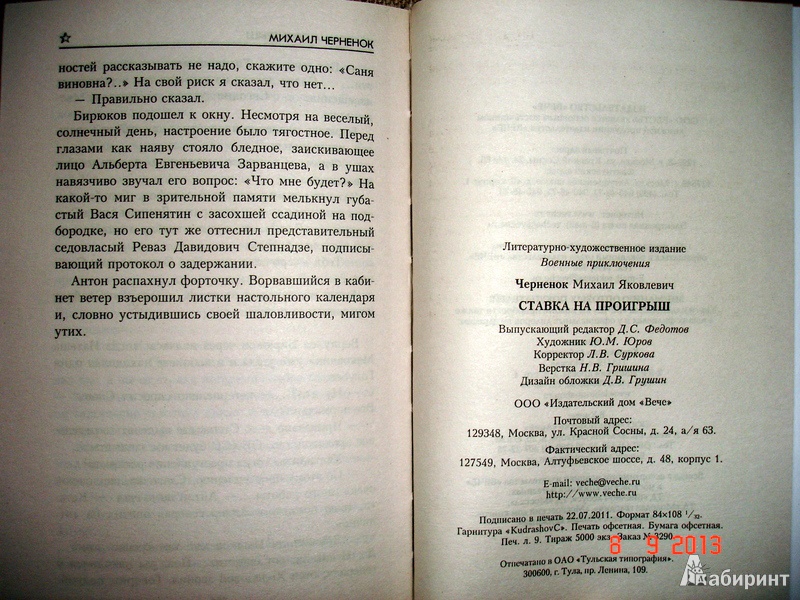 МИХАИЛ ЧЕРНЕНОК
ностей рассказывать не надо, скажите одно: «Саня
виновна?..» На свой риск я сказал, что нет...
— Правильно сказал.
Бирюков подошел к окну. Несмотря на веселый,
солнечный день, настроение было тягостное. Перед
глазами как наяву стояло бледное, заискивающее
лицо Альберта Евгеньевича Зарванцева, а в ушах
навязчиво звучал его вопрос: «Что мне будет?» На
какой-то миг в зрительной памяти мелькнул губа-
стый Вася Сипенятин с засохшей ссадиной на под-
бородке, но его тут же оттеснил представительный
седовласый Реваз Давидович Степнадзе, подписы-
вающий протокол о задержании.
Антон распахнул форточку. Ворвавшийся в каби-
нет ветер взъерошил листки настольного календаря
и, словно устыдившись своей шаловливости, мигом
утих.
Литературно-художественное издание
Военные приключения
Черненок Михаил Яковлевич
СТАВКА НА ПРОИГРЫШ
Выпускающий редактор Д.С. Федотов
Художник Ю.М. Юров
Корректор Л.В. Суркова
Верстка Н.В. Гришина
Дизайн обложки Д.В. Грушин
ООО «Издательский дом «Вече»
Почтовый адрес:
129348, Москва, ул. Красной Сосны, д. 24, а/я 63.
Фактический адрес:
127549, Москва, Алтуфьевское шоссе, д. 48, корпус 1.
E-mail: veche@veche.ru
http://www.veche.ru
Подписано в печать 22.07.2011. Формат 84×108 1/32.
Гарнитура «KudrashovC». Печать офсетная. Бумага офсетная.
Печ. л. 9. Тираж 5000 экз. Заказ № 3290.
8 9 2013
Отпечатано в ОАО «Тульская типография».
300600, г. Тула, пр. Ленина, 109.
Лабиринт